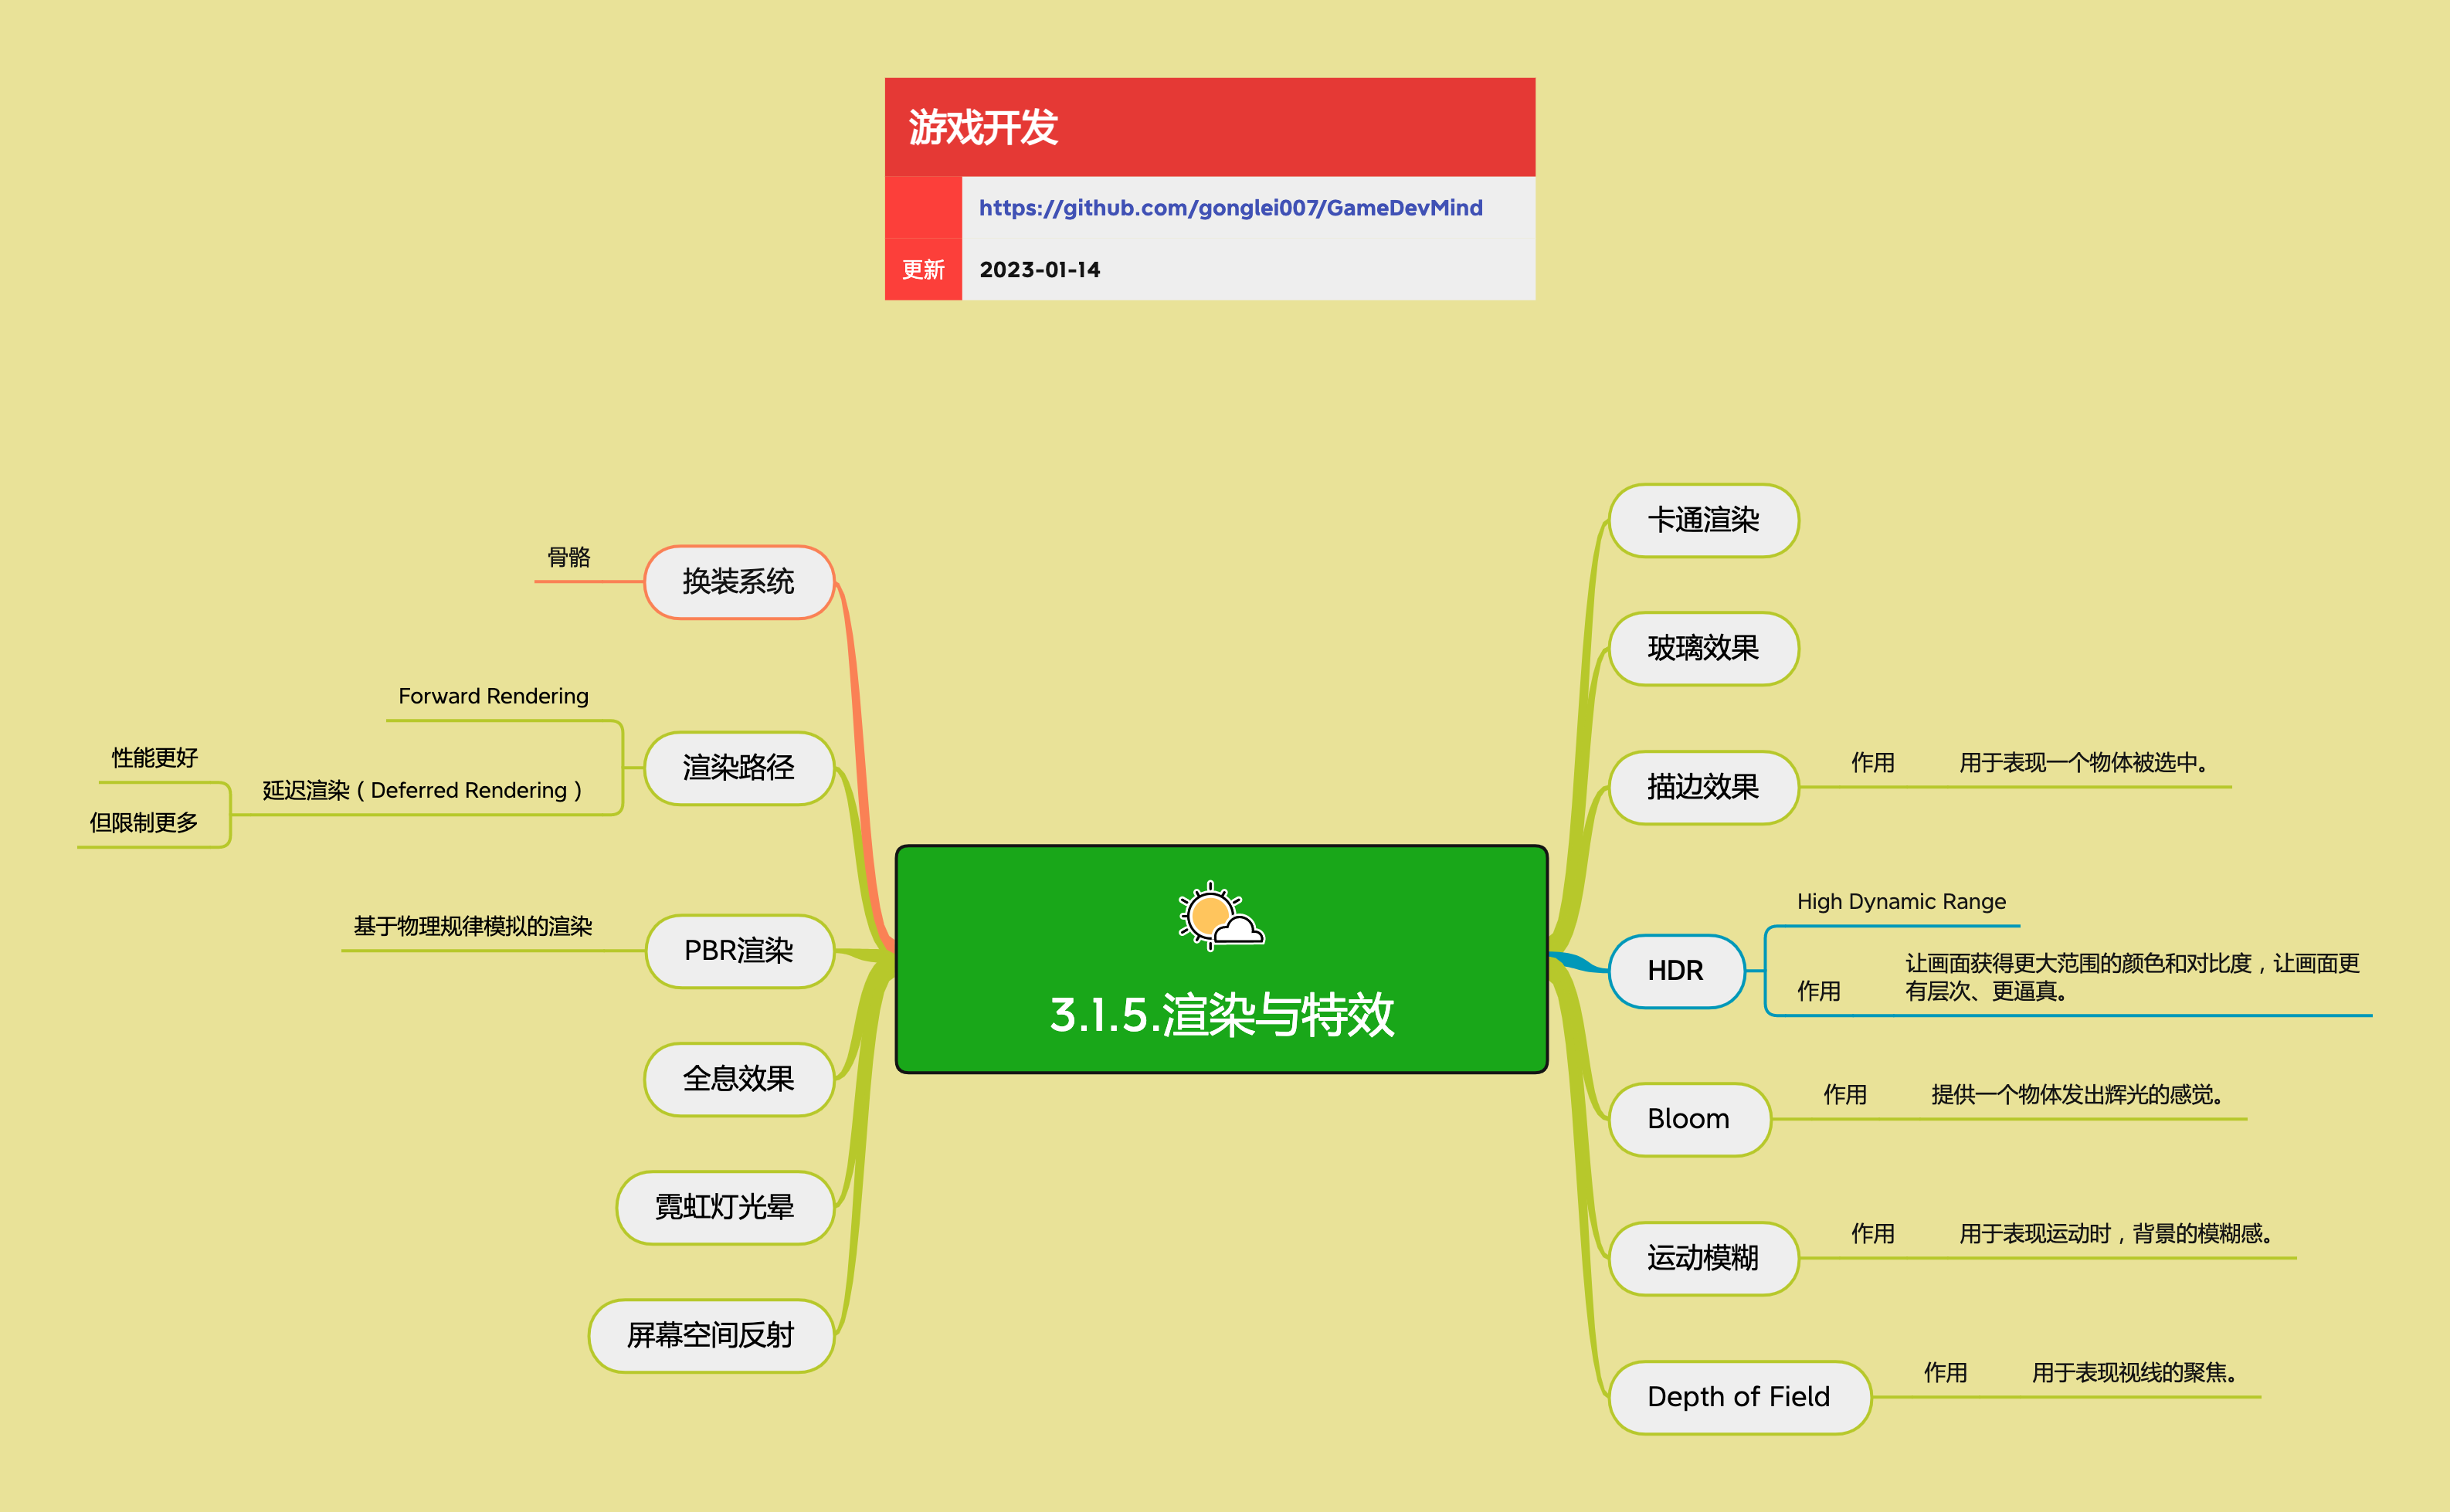 游戏开发
https://github.com/gonglei007/GameDevMind
更新 2023-01-14
3.1.5.渲染与特效
卡通渲染
玻璃效果
描边效果
作用 用于表现一个物体被选中。
HDR
High Dynamic Range
作用
让画面获得更大范围的颜色和对比度，让画面更
有层次、更逼真。
Bloom
作用 提供一个物体发出辉光的感觉。
运动模糊
作用 用于表现运动时，背景的模糊感。
Depth of Field
作用 用于表现视线的聚焦。
换装系统
骨骼
渲染路径
Forward Rendering
延迟渲染（Deferred Rendering）
性能更好
但限制更多
PBR渲染
基于物理规律模拟的渲染
全息效果
霓虹灯光晕
屏幕空间反射